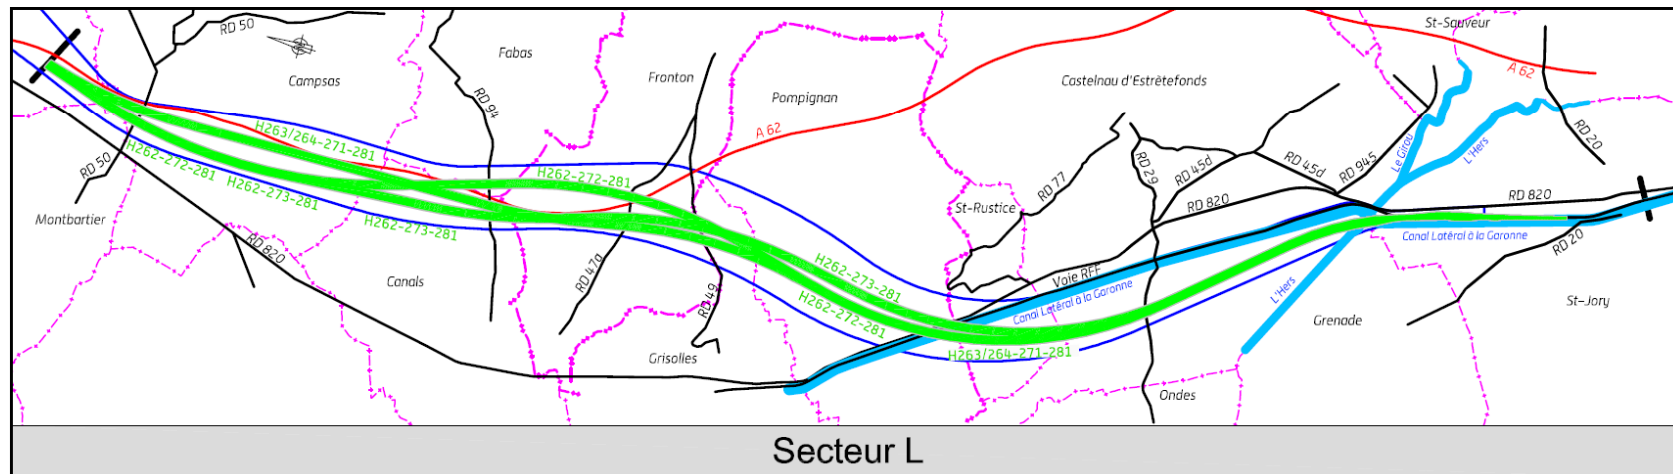 RD 50
St-Sauveur
Fabas
A 62
Campsas
Fronton
Castelnau d'Estrètefonds
Pompignan
RD 94
A 62
RD 20
H263/264-271-281
Le Girou
L'Hers
RD 50
H262-272-281
H262-272-281
RD 29
RD 45d
RD 45d
RD 945
H262-273-281
RD 77
RD 820
RD 820
Montbartier
H262-273-281
St-Rustice
RD 820
Canal Latéral à la Garonne
RD 20
Canals
RD 47a
H262-273-281
Voie RFF
L'Hers
RD 49
H262-272-281
Canal Latéral à la Garonne
St-Jory
Grenade
Grisolles
H263/264-271-281
Ondes
Secteur L